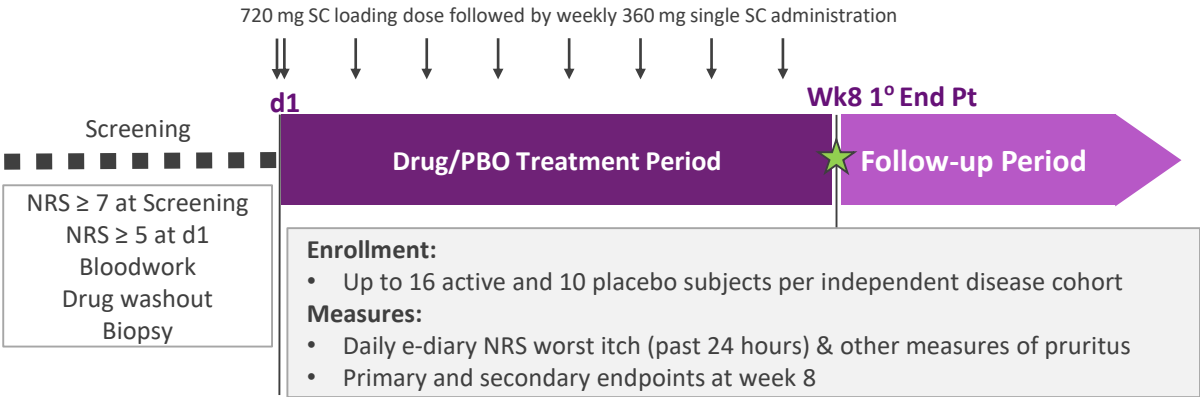 720 mg SC loading dose followed by weekly 360 mg single SC administration
d1
Wk8 1º End Pt
Screening
Drug/PBO Treatment Period
Follow-up Period
NRS ≥ 7 at Screening
NRS ≥ 5 at d1
Bloodwork
Drug washout
Biopsy
Enrollment:
• Up to 16 active and 10 placebo subjects per independent disease cohort
Measures:
• Daily e-diary NRS worst itch (past 24 hours) & other measures of pruritus
• Primary and secondary endpoints at week 8